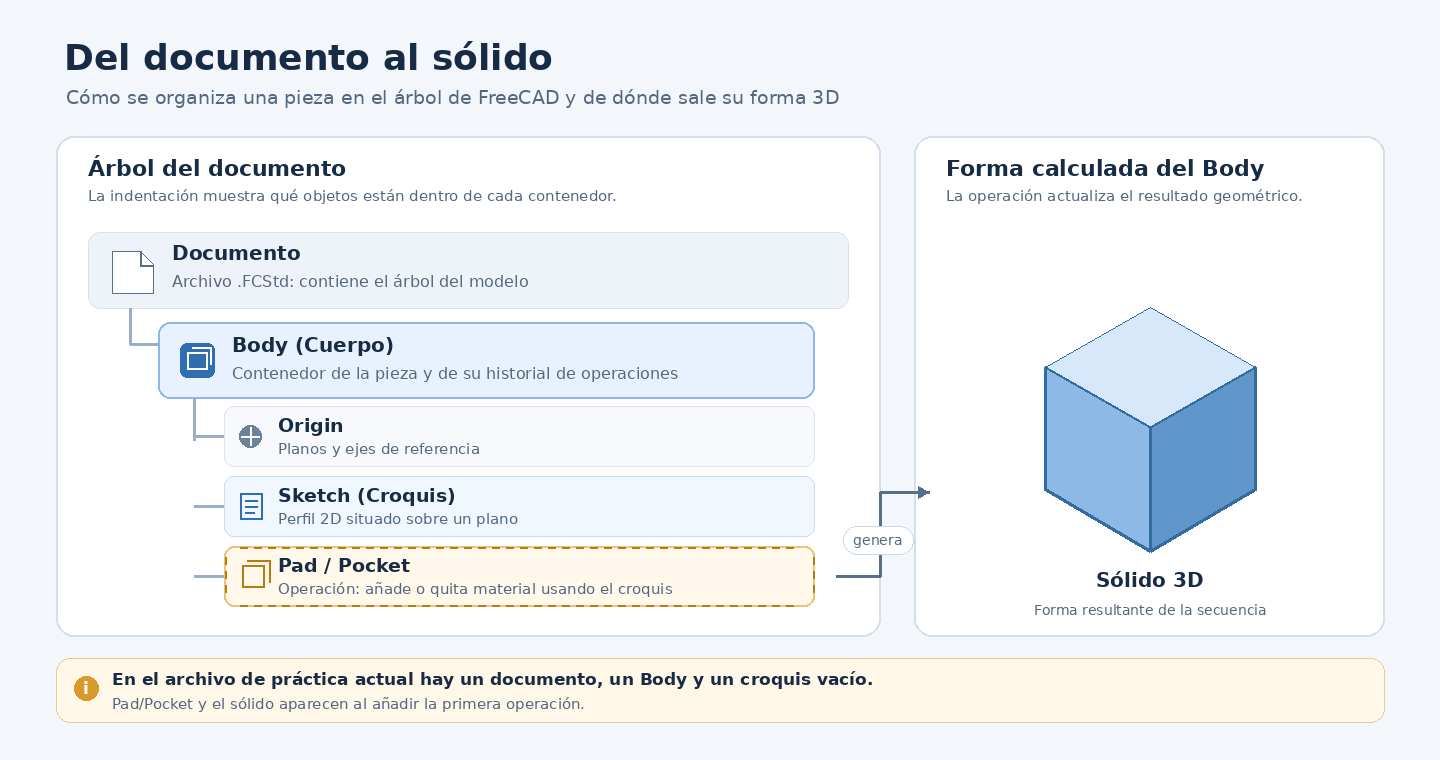 Del documento al sólido
Cómo se organiza una pieza en el árbol de FreeCAD y de dónde sale su forma 3D
Árbol del documento
La indentación muestra qué objetos están dentro de cada contenedor.
Documento
Archivo .FCStd: contiene el árbol del modelo
Body (Cuerpo)
Contenedor de la pieza y de su historial de operaciones
Origin
Planos y ejes de referencia
Sketch (Croquis)
Perfil 2D situado sobre un plano
Pad / Pocket
Operación: añade o quita material usando el croquis
genera
Forma calculada del Body
La operación actualiza el resultado geométrico.
Sólido 3D
Forma resultante de la secuencia
i
En el archivo de práctica actual hay un documento, un Body y un croquis vacío.
Pad/Pocket y el sólido aparecen al añadir la primera operación.